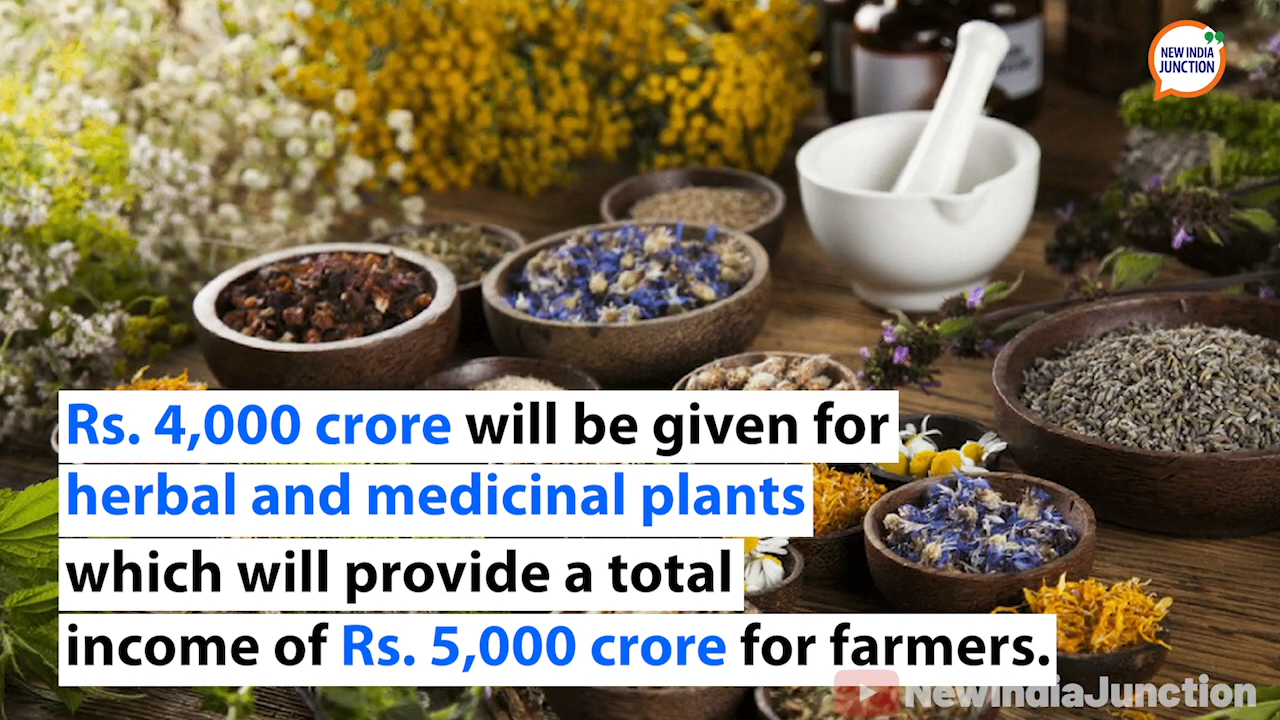 NEW INDIA
JUNCTION
Rs. 4,000 crore will be given for
herbal and medicinal plants
which will provide a total
income of Rs. 5,000 crore for farmers.
NewIndiaJunction